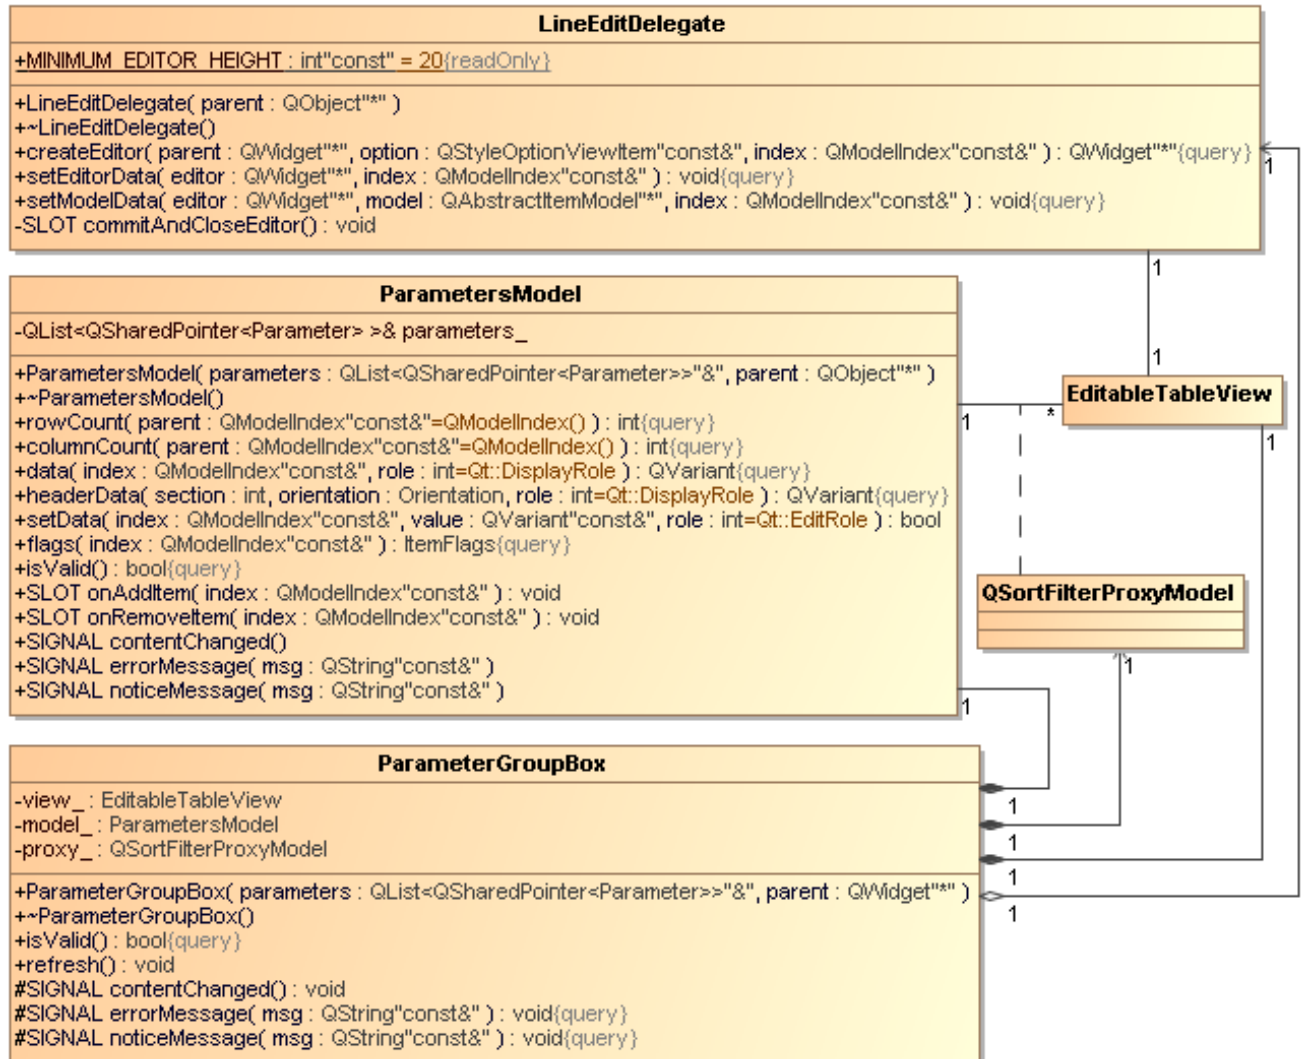 LineEditDelegate
+MINIMUM_EDITOR_HEIGHT : int"const" = 20{readOnly}
+LineEditDelegate( parent : QObject"*" )
+~LineEditDelegate()
+createEditor( parent : QWidget"*", option : QStyleOptionViewItem"const&", index : QModelIndex"const&" ) : QWidget"*"{query}
+setEditorData( editor : QWidget"*", index : QModelIndex"const&" ) : void{query}
+setModelData( editor : QWidget"*", model : QAbstractItemModel"*", index : QModelIndex"const&" ) : void{query}
-SLOT commitAndCloseEditor() : void
1
1
1
ParametersModel
-QList<QSharedPointer<Parameter> >& parameters_
+ParametersModel( parameters : QList<QSharedPointer<Parameter>>"&", parent : QObject"*" )
+~ParametersModel()
+rowCount( parent : QModelIndex"const&"=QModelIndex() ) : int{query}
+columnCount( parent : QModelIndex"const&"=QModelIndex() ) : int{query}
+data( index : QModelIndex"const&", role : int=Qt::DisplayRole ) : QVariant{query}
+headerData( section : int, orientation : Orientation, role : int=Qt::DisplayRole ) : QVariant{query}
+setData( index : QModelIndex"const&", value : QVariant"const&", role : int=Qt::EditRole ) : bool
+flags( index : QModelIndex"const&" ) : ItemFlags{query}
+isValid() : bool{query}
+SLOT onAddItem( index : QModelIndex"const&" ) : void
+SLOT onRemoveItem( index : QModelIndex"const&" ) : void
+SIGNAL contentChanged()
+SIGNAL errorMessage( msg : QString"const&" )
+SIGNAL noticeMessage( msg : QString"const&" )
EditableTableView
1
*
1
QSortFilterProxyModel
1
1
ParameterGroupBox
-view_ : EditableTableView
-model_ : ParametersModel
-proxy_ : QSortFilterProxyModel
+ParameterGroupBox( parameters : QList<QSharedPointer<Parameter>>"&", parent : QWidget"*" )
+~ParameterGroupBox()
+isValid() : bool{query}
+refresh() : void
#SIGNAL contentChanged() : void
#SIGNAL errorMessage( msg : QString"const&" ) : void{query}
#SIGNAL noticeMessage( msg : QString"const&" ) : void{query}
1
1
1
1